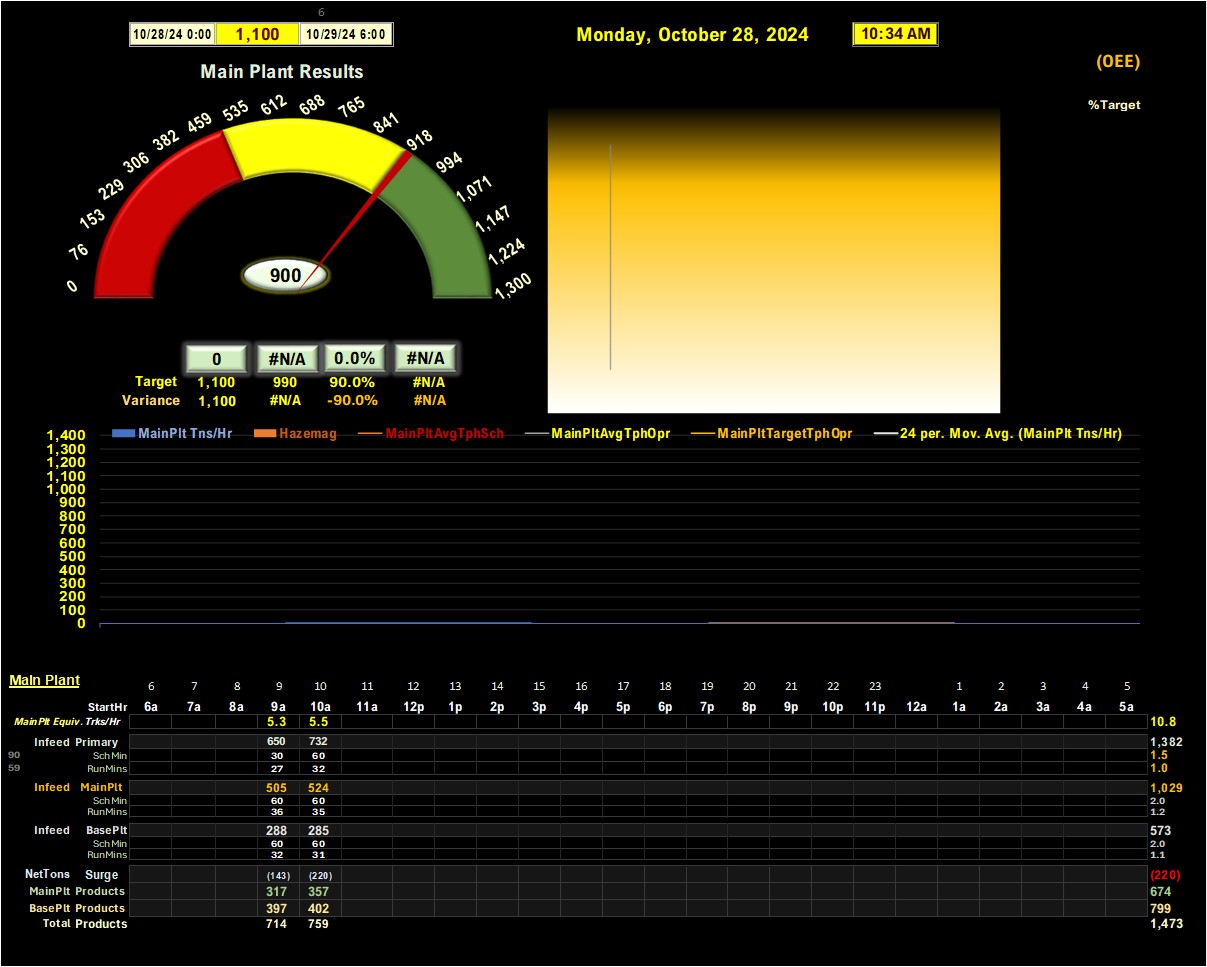 6
10/28/24 0:00 1,100 10/29/24 6:00 Monday, October 28, 2024 10:34 AM
(OEE)
Main Plant Results
%Target
0 76 153 229 306 382 459 535 612 688 765 841 918 994 1,071 1,147 1,224 1,300
900
0 #N/A 0.0% #N/A
Target 1,100 990 90.0% #N/A
Variance 1,100 #N/A -90.0% #N/A
MainPlt Tns/Hr Hazemag MainPltAvgTphSch MainPltAvgTphOpr MainPltTargetTphOpr 24 per. Mov. Avg. (MainPlt Tns/Hr)
1,400
1,300
1,200
1,100
1,000
900
800
700
600
500
400
300
200
100
0
Main Plant
6 7 8 9 10 11 12 13 14 15 16 17 18 19 20 21 22 23 1 2 3 4 5
StartHr 6a 7a 8a 9a 10a 11a 12p 1p 2p 3p 4p 5p 6p 7p 8p 9p 10p 11p 12a 1a 2a 3a 4a 5a
MainPlt Equiv. Trks/Hr 5.3 5.5 10.8
Infeed Primary 650 732 1,382
90 SchMin 30 60 1.5
59 RunMins 27 32 1.0
Infeed MainPlt 505 524 1,029
SchMin 60 60 2.0
RunMins 36 35 1.2
Infeed BasePlt 288 285 573
SchMin 60 60 2.0
RunMins 32 31 1.1
NetTons Surge (143) (220) (220)
MainPlt Products 317 357 674
BasePlt Products 397 402 799
Total Products 714 759 1,473